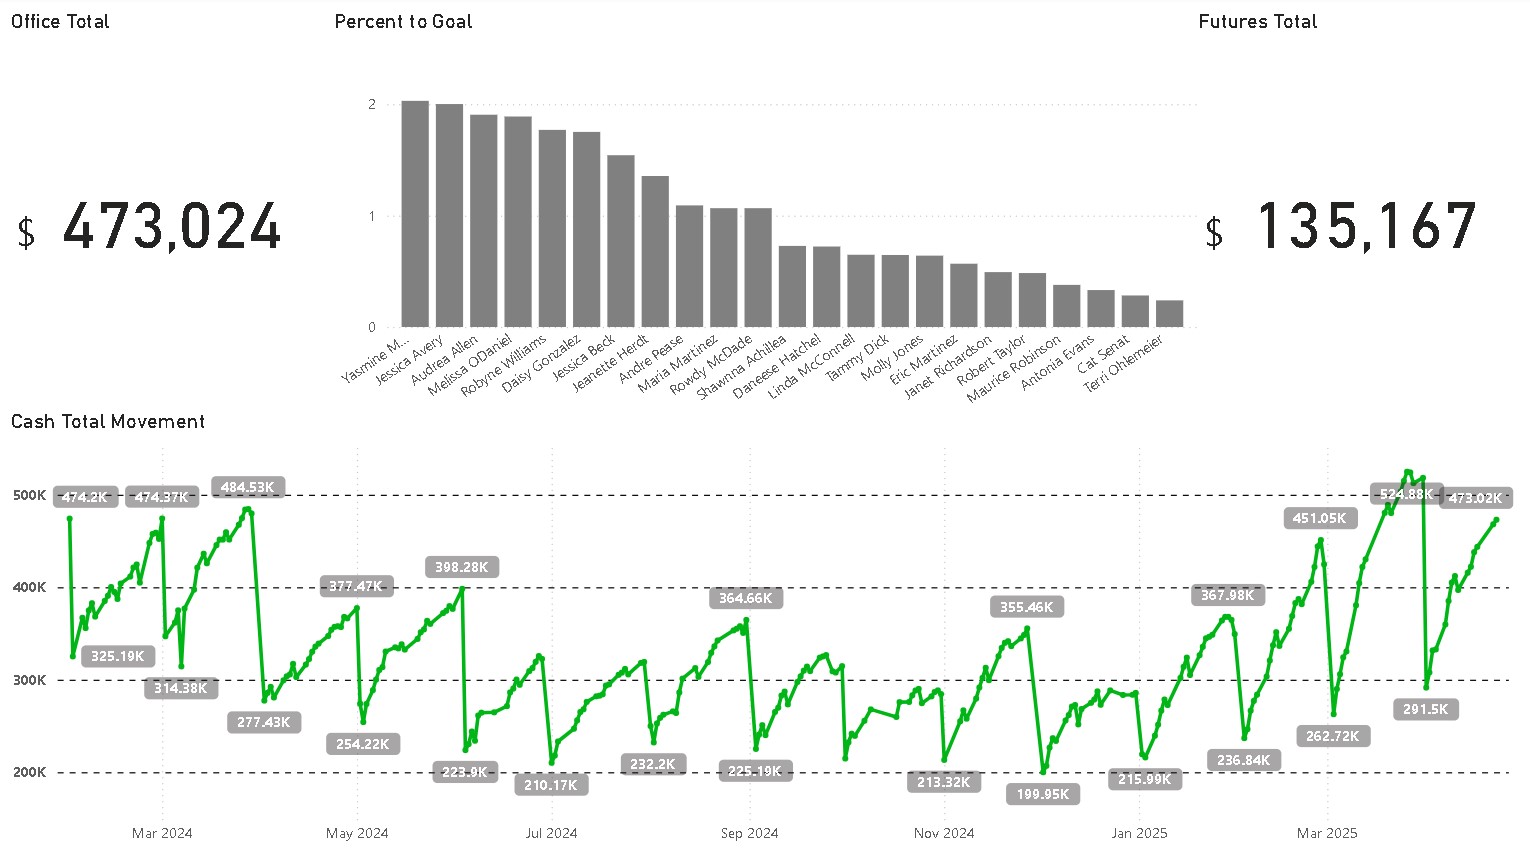 Office Total
Percent to Goal
Futures Total
$ 473,024
2
1
0
Yasmine M...
Jessica Avery
Audrea Allen
Melissa ODaniel
Robyne Williams
Daisy Gonzalez
Jessica Beck
Jeanette Herdt
Andre Pease
Maria Martinez
Rowdy McDade
Shawnna Achillea
Daneese Hatchel
Linda McConnell
Tammy Dick
Molly Jones
Eric Martinez
Janet Richardson
Robert Taylor
Maurice Robinson
Antonia Evans
Cat Senat
Terri Ohlemeier
$ 135,167
Cash Total Movement
500K
400K
300K
200K
474.2K
325.19K
474.37K
314.38K
484.53K
277.43K
377.47K
254.22K
398.28K
223.9K
210.17K
232.2K
364.66K
225.19K
213.32K
355.46K
199.95K
215.99K
367.98K
236.84K
451.05K
262.72K
524.88K
291.5K
473.02K
Mar 2024
May 2024
Jul 2024
Sep 2024
Nov 2024
Jan 2025
Mar 2025